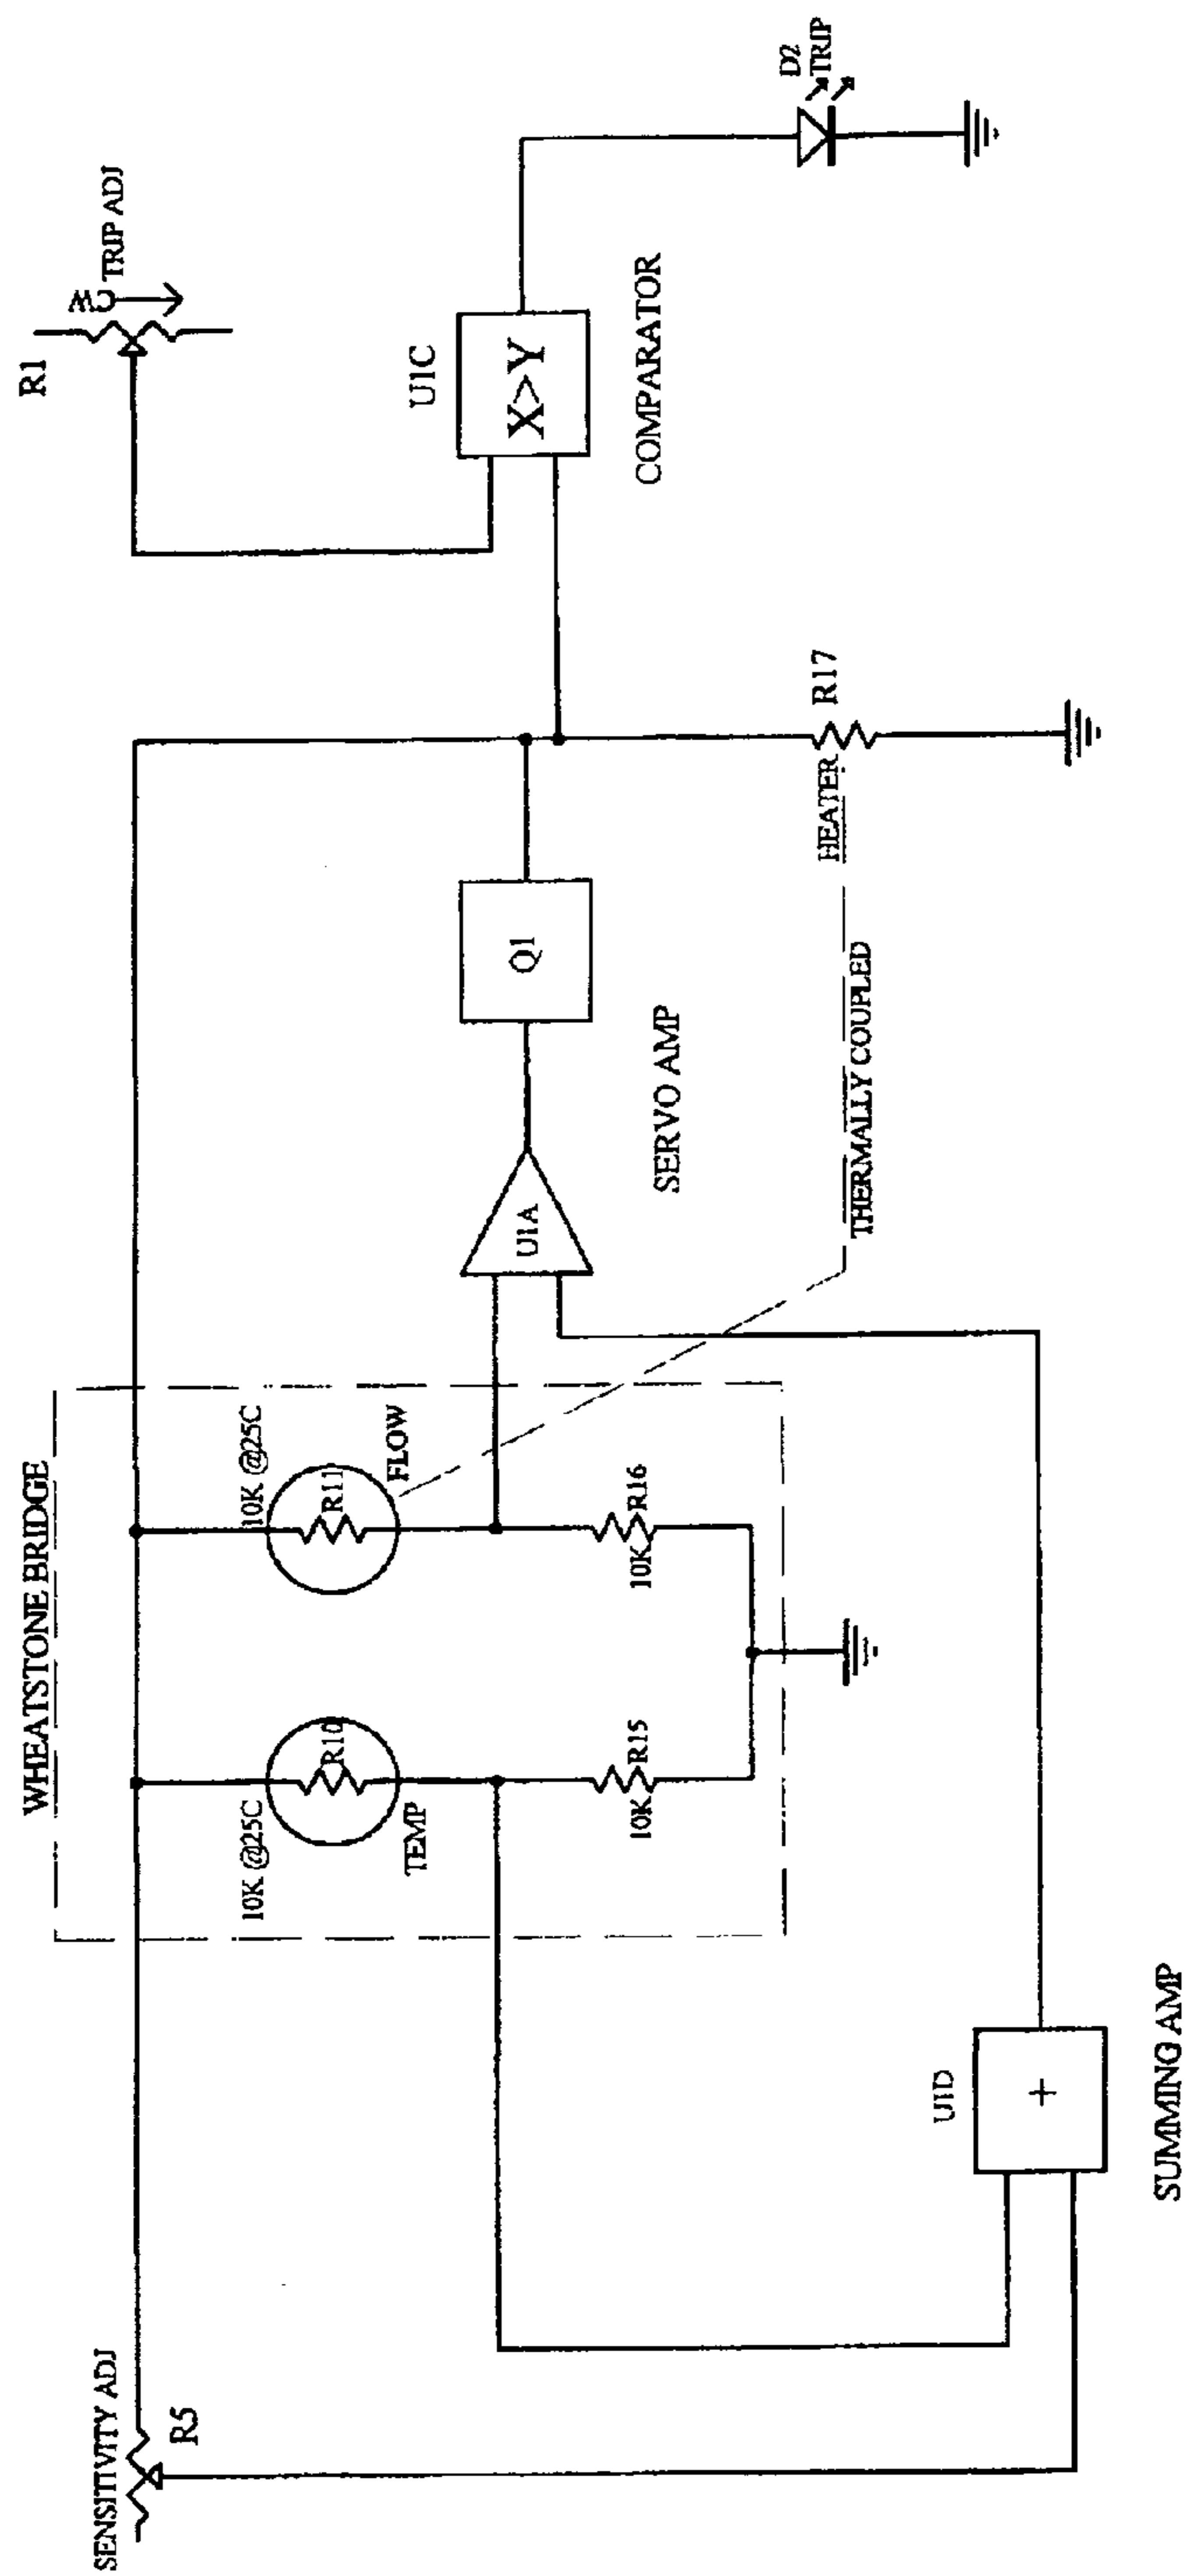 SENSITIVITY ADJ
R5
WHEATSTONE BRIDGE
10K @25C
R10
TEMP
10K @25C
R11
FLOW
R15
10K
R16
10K
U1D
+
SUMMING AMP
U1A
Q1
SERVO AMP
THERMALLY COUPLED
HEATER
R17
R1
CW
TRIP ADJ
U1C
X>Y
COMPARATOR
D2
TRIP